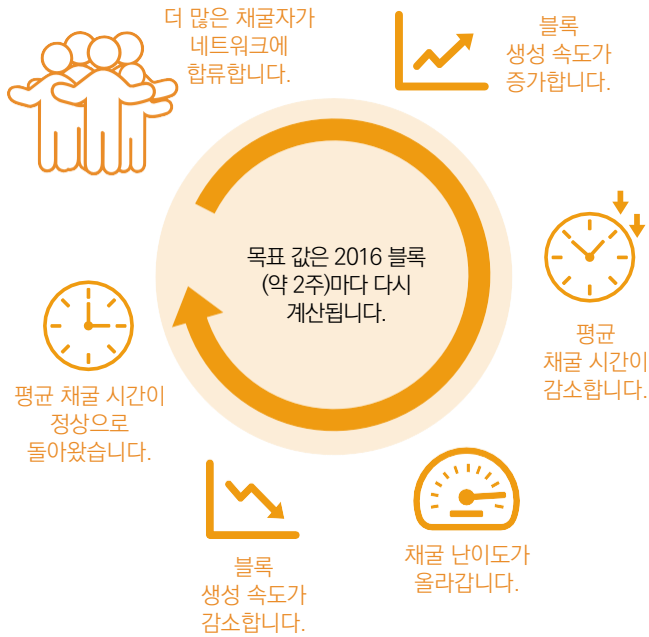 더 많은 채굴자가
네트워크에
합류합니다.
블록
생성 속도가
증가합니다.
평균
채굴 시간이
감소합니다.
채굴 난이도가
올라갑니다.
블록
생성 속도가
감소합니다.
평균 채굴 시간이
정상으로
돌아왔습니다.
목표 값은 2016 블록
(약 2주)마다 다시
계산됩니다.